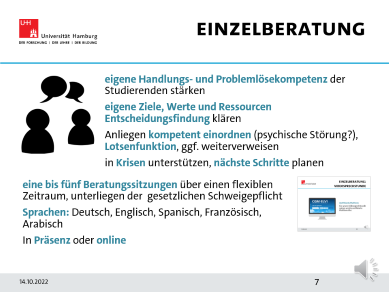 UH
Universität Hamburg
DER FORSCHUNG | DER LEHRE | DER BILDUNG
EINZELBERATUNG
eigene Handlungs- und Problemlösekompetenz der
Studierenden stärken
eigene Ziele, Werte und Ressourcen
Entscheidungsfindung klären
Anliegen kompetent einordnen (psychische Störung?),
Lotsenfunktion, ggf. weiterverweisen
in Krisen unterstützen, nächste Schritte planen
eine bis fünf Beratungssitzungen über einen flexiblen
Zeitraum, unterliegen der gesetzlichen Schweigepflicht
Sprachen: Deutsch, Englisch, Spanisch, Französisch,
Arabisch
In Präsenz oder online
14.10.2022
7